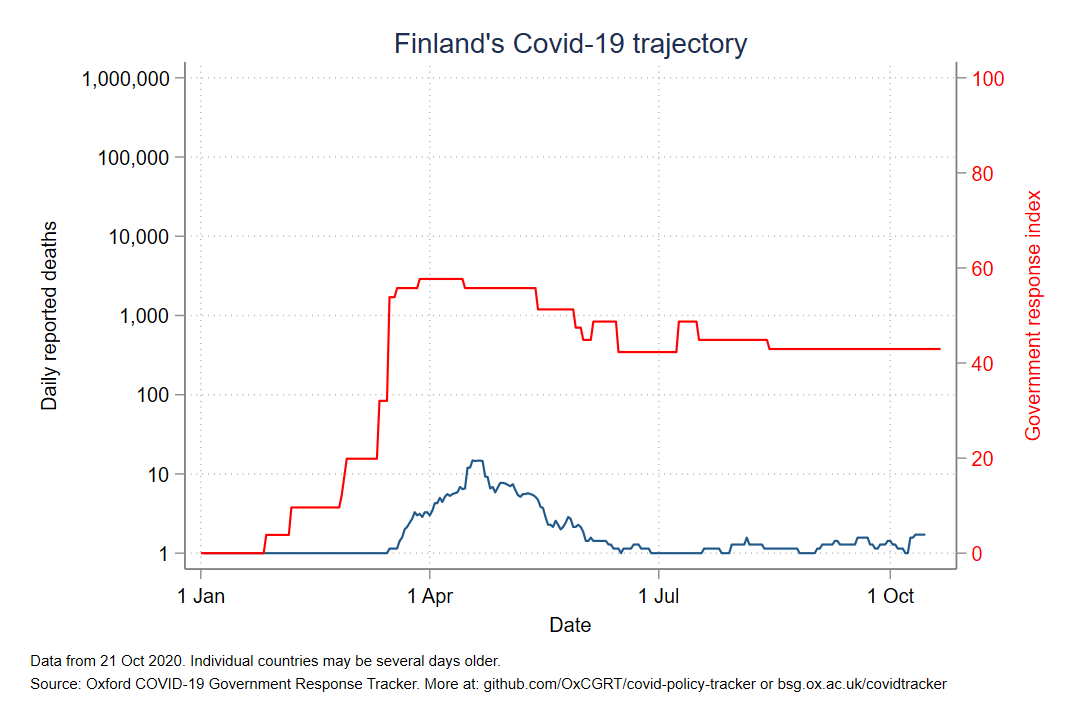 Finland's Covid-19 trajectory
1,000,000
100,000
10,000
1,000
100
10
1
Daily reported deaths
100
80
60
40
20
0
Government response index
1 Jan
1 Apr
1 Jul
1 Oct
Date
Data from 21 Oct 2020. Individual countries may be several days older.
Source: Oxford COVID-19 Government Response Tracker. More at: github.com/OxCGRT/covid-policy-tracker or bsg.ox.ac.uk/covidtracker